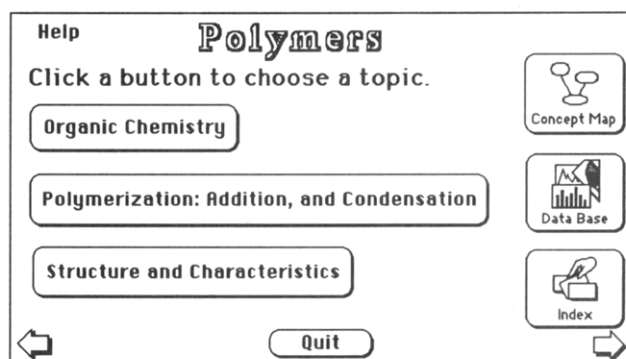 Help
Polymers
Click a button to choose a topic.
Organic Chemistry
Concept Map
Polymerization: Addition, and Condensation
Data Base
Structure and Characteristics
Index
Quit